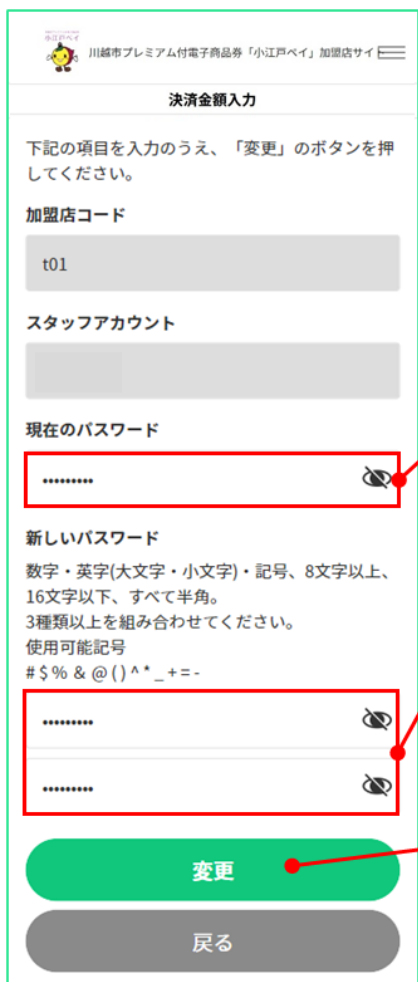 小江戸ペイ
川越市プレミアム付電子商品券「小江戸ペイ」加盟店サイ
決済金額入力
下記の項目を入力のうえ、「変更」のボタンを押
してください。
加盟店コード
t01
スタッフアカウント
現在のパスワード
•••••••••
新しいパスワード
数字・英字(大文字・小文字)・記号、8文字以上、
16文字以下、すべて半角。
3種類以上を組み合わせてください。
使用可能記号
# $ % & @ ( ) ^ * _ + = -
•••••••••
•••••••••
変更
戻る